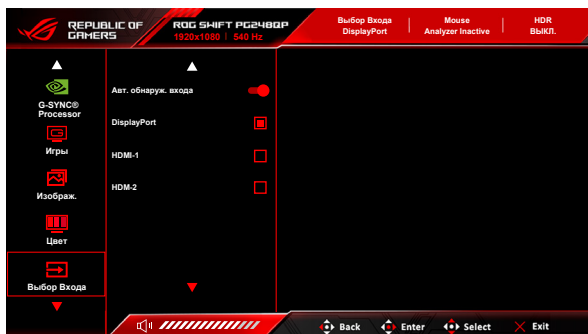 REPUBLIC OF
GAMERS
ROG SWIFT PG248QP
1920x1080 | 540 Hz
Выбор Входа
DisplayPort
Mouse
Analyzer Inactive
HDR
ВЫКЛ.
G-SYNC®
Processor
Игры
Изображ.
Цвет
Выбор Входа
Авт. обнаруж. входа
DisplayPort
HDMI-1
HDM-2
Back
Enter
Select
Exit